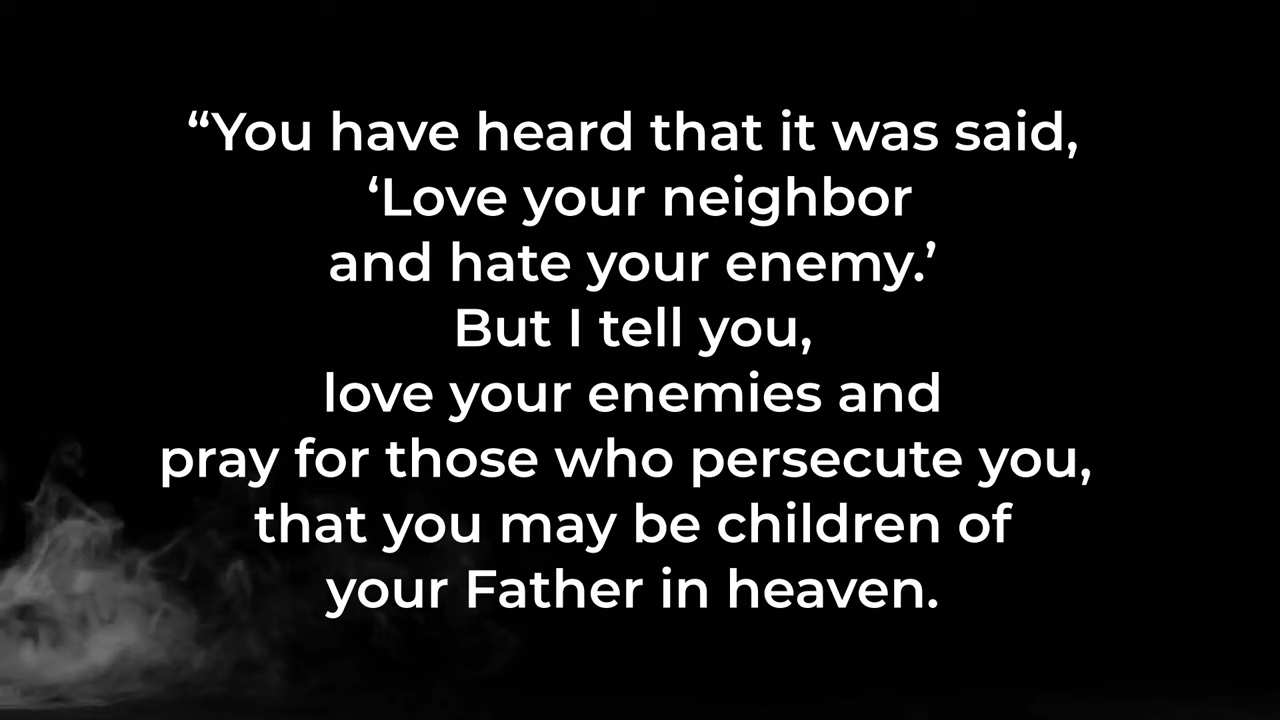 “You have heard that it was said,
‘Love your neighbor
and hate your enemy.’
But I tell you,
love your enemies and
pray for those who persecute you,
that you may be children of
your Father in heaven.